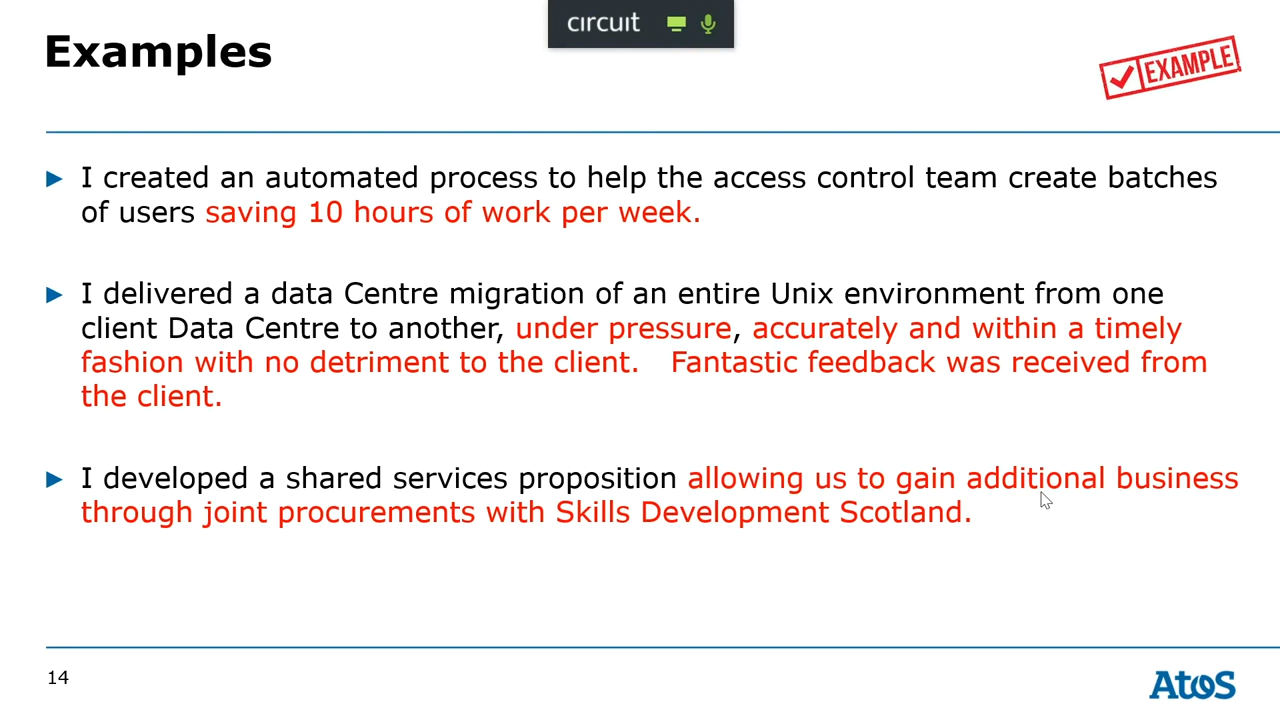 circuit
Examples
EXAMPLE
I created an automated process to help the access control team create batches
of users saving 10 hours of work per week.
I delivered a data Centre migration of an entire Unix environment from one
client Data Centre to another, under pressure, accurately and within a timely
fashion with no detriment to the client. Fantastic feedback was received from
the client.
I developed a shared services proposition allowing us to gain additional business
through joint procurements with Skills Development Scotland.
14
Atos